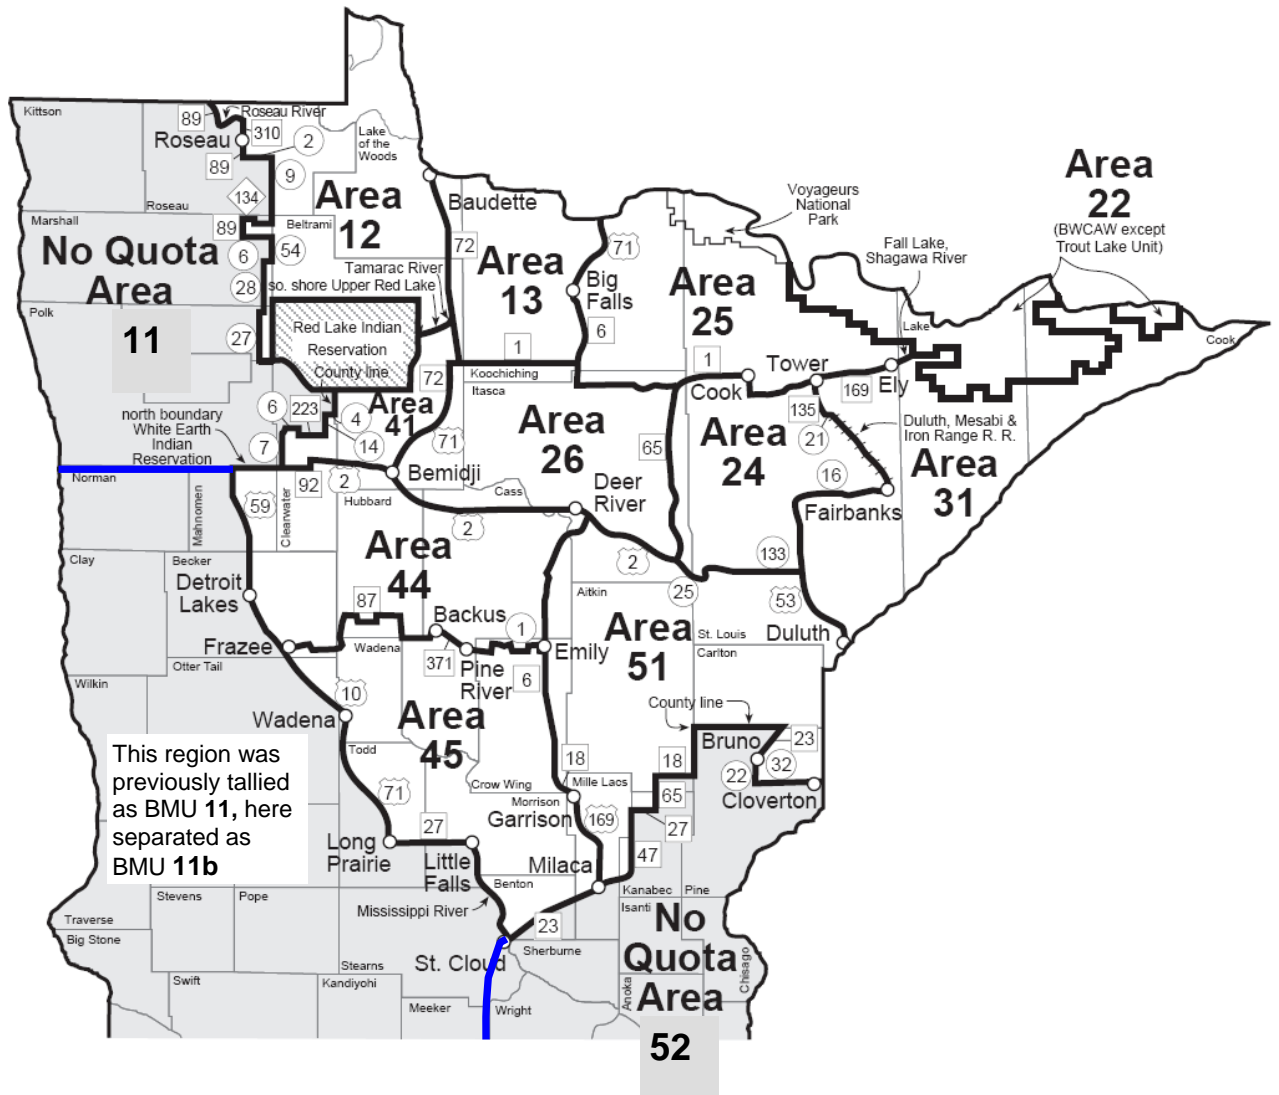 Kittson
89
Roseau River
310
Roseau
2
Lake
of the
Woods
89
9
134
Area
12
Roseau
Baudette
Voyageurs
National
Park
Area
22
(BWCAW except
Trout Lake Unit)
Marshall
89
Beltrami
No Quota
Area
11
6
54
28
Tamarac River
so. shore Upper Red Lake
72
Area
13
71
Big
Falls
6
Area
25
Fall Lake,
Shagawa River
Polk
27
Red Lake Indian
Reservation
County line
1
1
Lake
Cook
72
Koochiching
Itasca
Cook
Tower
169
Ely
north boundary
White Earth
Indian
Reservation
6
223
4
14
7
Area
41
71
Area
26
65
Area
24
135
21
Duluth, Mesabi &
Iron Range R. R.
Area
31
16
Fairbanks
Norman
Mahnomen
59
Clearwater
92
2
Hubbard
Bemidji
Cass
Deer
River
2
Clay
Becker
Detroit
Lakes
Area
44
2
Aitkin
25
133
53
87
Backus
1
Frazee
Wadena
371
Pine
River
6
Emily
Area
51
St. Louis
Duluth
Carlton
Otter Tail
Wilkin
10
Wadena
Area
45
County line
Bruno
23
32
22
Cloverton
Todd
18
18
This region was
previously tallied
as BMU 11, here
separated as
BMU 11b
71
Crow Wing
Mille Lacs
Morrison
Garrison
169
65
27
27
47
Long
Prairie
Little
Falls
Milaca
Benton
Kanabec
Pine
Stevens
Pope
Mississippi River
23
Isanti
No
Quota
Area
52
Traverse
Big Stone
St. Cloud
Sherburne
Chisago
Stearns
Swift
Kandiyohi
Anoka
Meeker
Wright